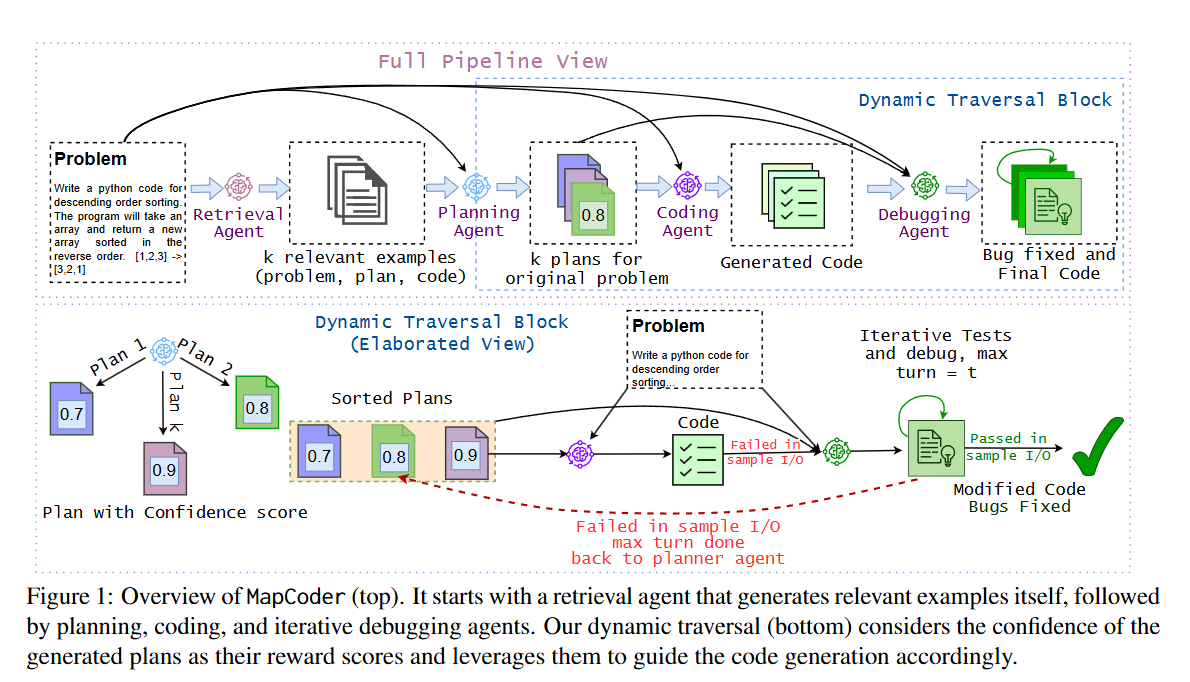 Full Pipeline View
Dynamic Traversal Block
Problem
Write a python code for
descending order sorting.
The program will take an
array and return a new
array sorted in the
reverse order. [1,2,3] ->
[3,2,1]
Retrieval
Agent
k relevant examples
(problem, plan, code)
Planning
Agent
0.8
k plans for
original problem
Coding
Agent
Generated Code
Debugging
Agent
Bug fixed and
Final Code
Dynamic Traversal Block
(Elaborated View)
Plan 1
Plan 2
Plan k
0.7
0.8
0.9
Plan with Confidence score
Sorted Plans
0.7
0.8
0.9
Problem
Write a python code for
descending order
sorting...
Code
Failed in
sample I/O
Iterative Tests
and debug, max
turn = t
Passed in
sample I/O
Modified Code
Bugs Fixed
Failed in sample I/O
max turn done
back to planner agent
Figure 1: Overview of MapCoder (top). It starts with a retrieval agent that generates relevant examples itself, followed
by planning, coding, and iterative debugging agents. Our dynamic traversal (bottom) considers the confidence of the
generated plans as their reward scores and leverages them to guide the code generation accordingly.